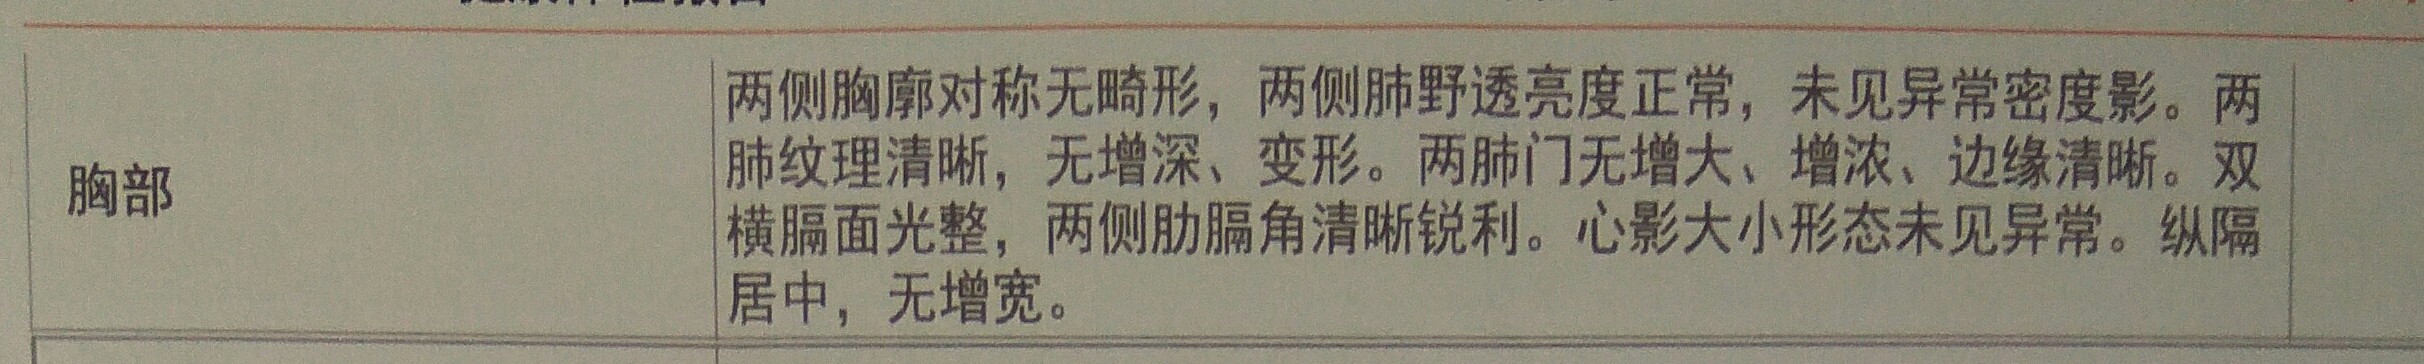 胸部
两侧胸廓对称无畸形，两侧肺野透亮度正常，未见异常密度影。两
肺纹理清晰，无增深、变形。两肺门无增大、增浓、边缘清晰。双
横膈面光整，两侧肋膈角清晰锐利。心影大小形态未见异常。纵隔
居中，无增宽。